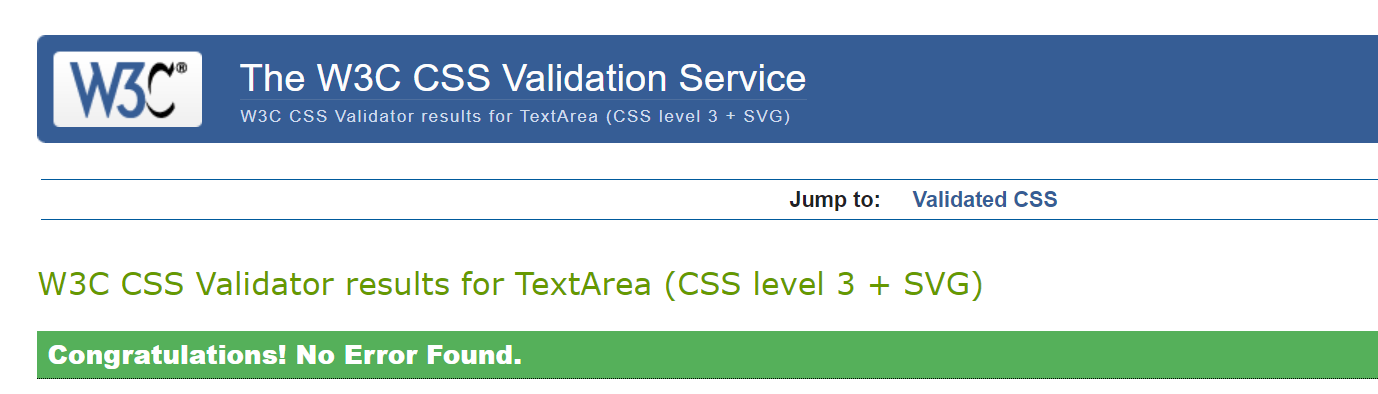 W3C®
The W3C CSS Validation Service
W3C CSS Validator results for TextArea (CSS level 3 + SVG)
Jump to: Validated CSS
W3C CSS Validator results for TextArea (CSS level 3 + SVG)
Congratulations! No Error Found.